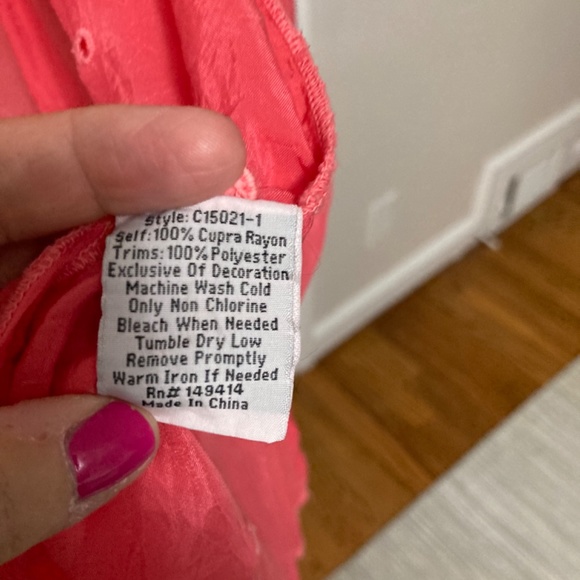 Style: C15021-1
Self:100% Cupra Rayon
Trims:100% Polyester
Exclusive Of Decoration
Machine Wash Cold
Only Non Chlorine
Bleach When Needed
Tumble Dry Low
Remove Promptly
Warm Iron If Needed
Rn# 149414
Made In China